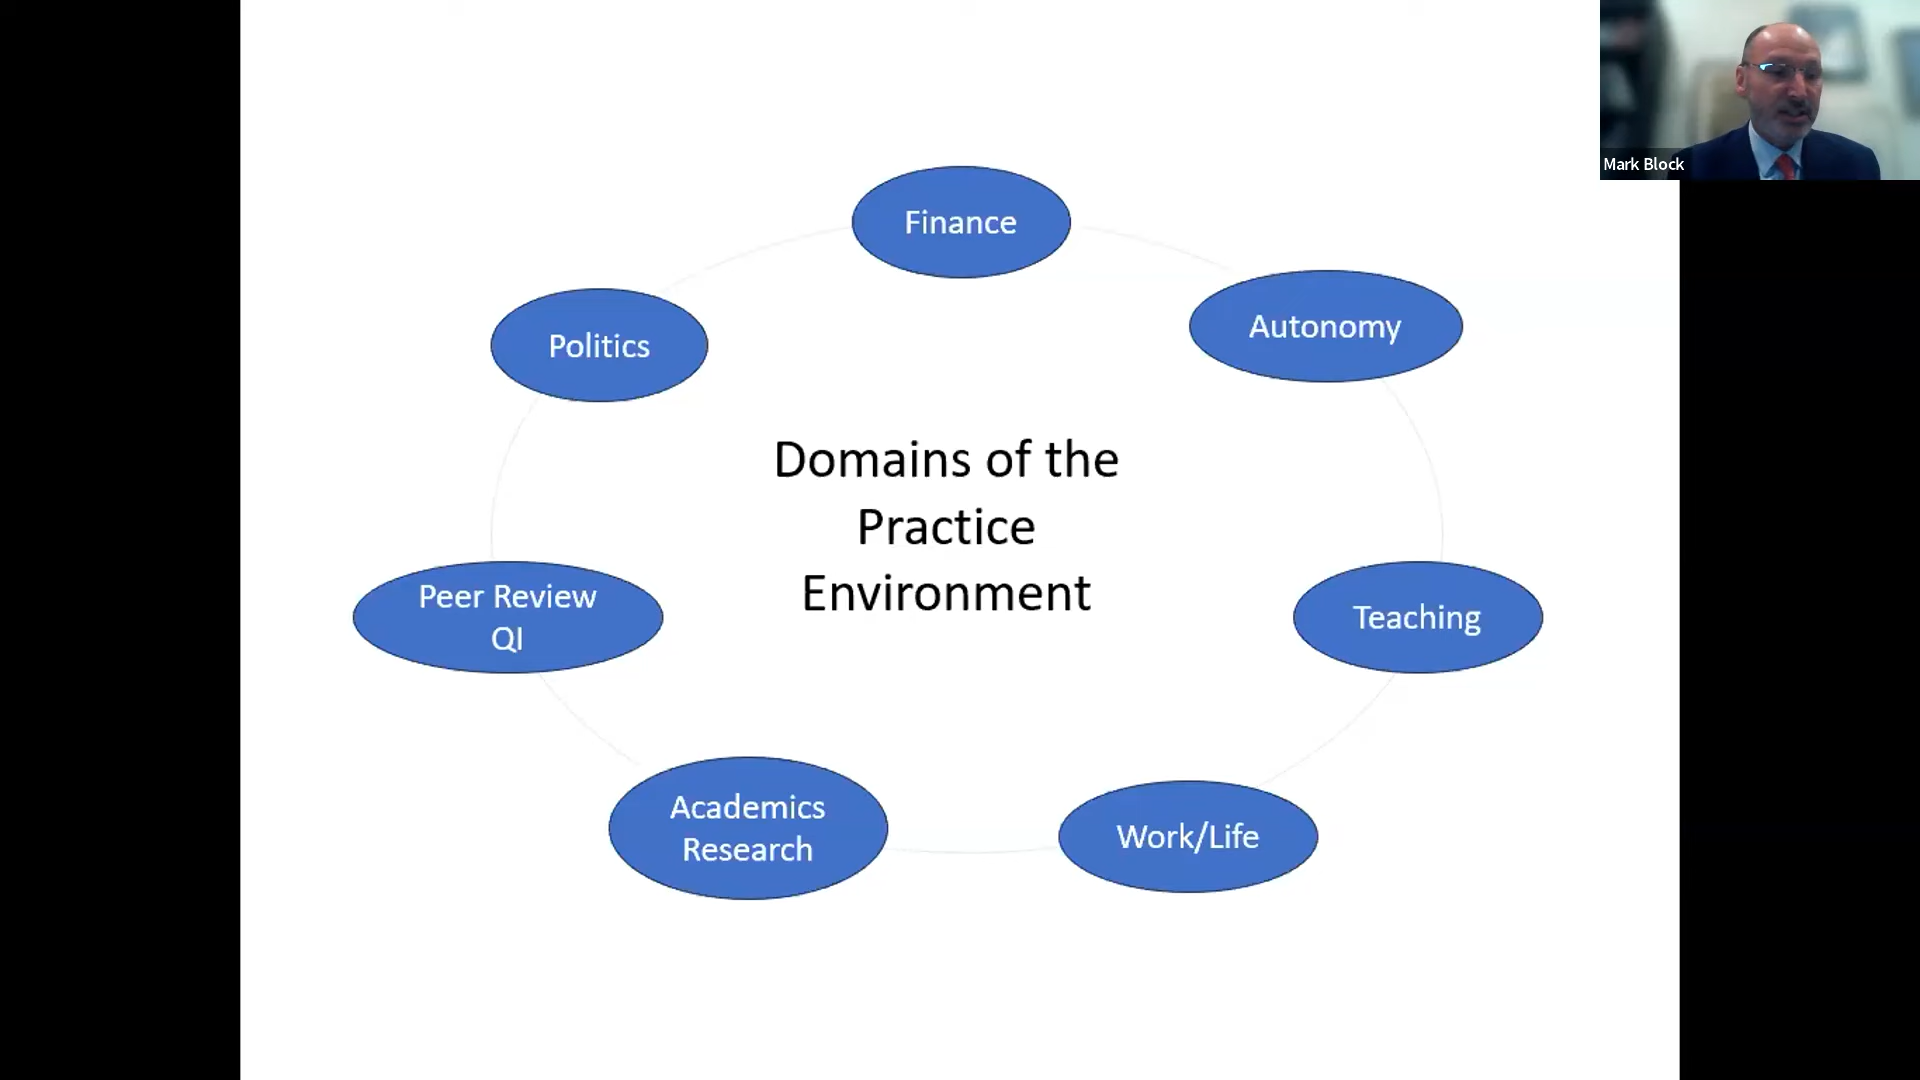 Mark Block
Finance
Autonomy
Politics
Domains of the
Practice
Environment
Peer Review
QI
Teaching
Academics
Research
Work/Life